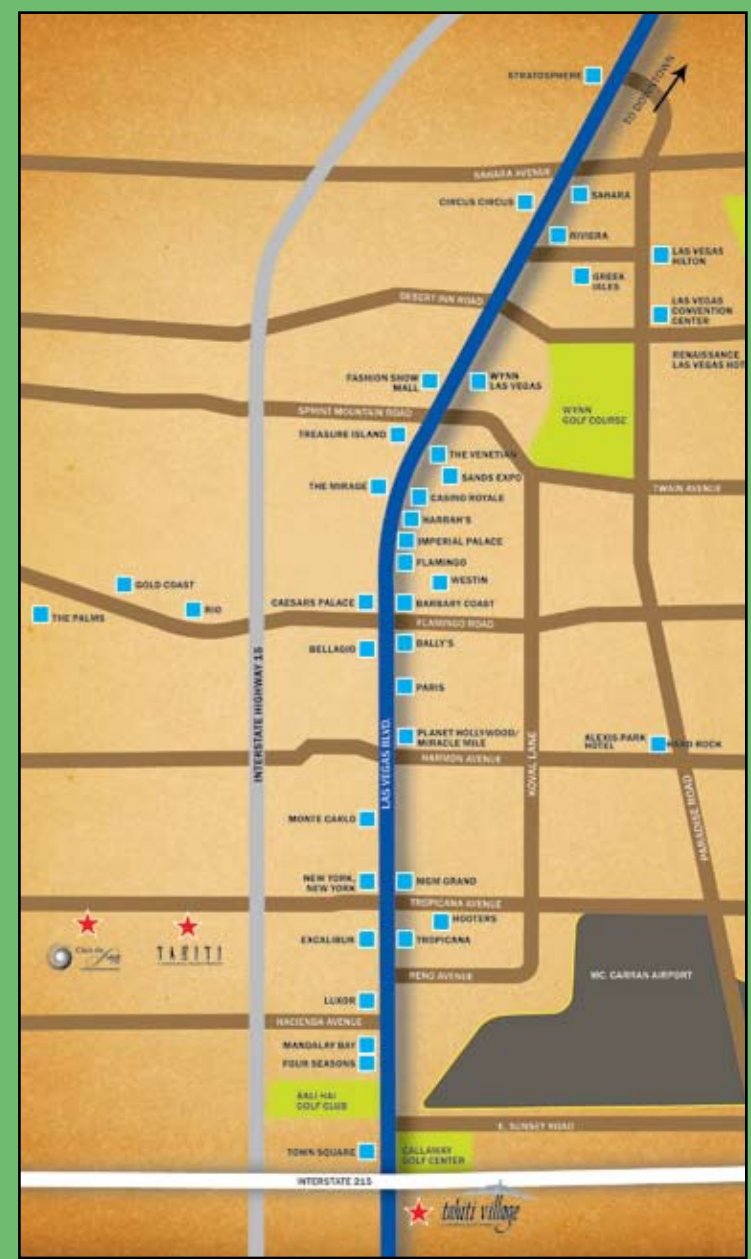 STRATOSPHERE
TO DOWNTOWN
SAHARA AVENUE
CIRCUS CIRCUS
SAHARA
RIVIERA
LAS VEGAS
HILTON
GREEK
ISLES
DESERT INN ROAD
LAS VEGAS
CONVENTION
CENTER
RENAISSANCE
LAS VEGAS HOT
FASHION SHOW
MALL
WYNN
LAS VEGAS
SPRINT MOUNTAIN ROAD
WYNN
GOLF COURSE
TREASURE ISLAND
THE VENETIAN
SANDS EXPO
THE MIRAGE
CASINO ROYALE
TWAIN AVENUE
HARRAH'S
IMPERIAL PALACE
FLAMINGO
WESTIN
GOLD COAST
THE PALMS
RIO
CAESARS PALACE
BARBARY COAST
FLAMINGO ROAD
BELLAGIO
BALLY'S
INTERSTATE HIGHWAY 15
PARIS
LAS VEGAS BLVD.
PLANET HOLLYWOOD/
MIRACLE MILE
HARMON AVENUE
KOVAL LANE
ALEXIS PARK
HOTEL
HARD ROCK
PARADISE ROAD
MONTE CARLO
NEW YORK,
NEW YORK
MGM GRAND
TROPICANA AVENUE
HOOTERS
TAHITI
EXCALIBUR
TROPICANA
RENO AVENUE
MC. CARRAN AIRPORT
LUXOR
HACIENDA AVENUE
MANDALAY BAY
FOUR SEASONS
BALI HAI
GOLF CLUB
E. SUNSET ROAD
TOWN SQUARE
CALLAWAY
GOLF CENTER
INTERSTATE 215
tahiti village